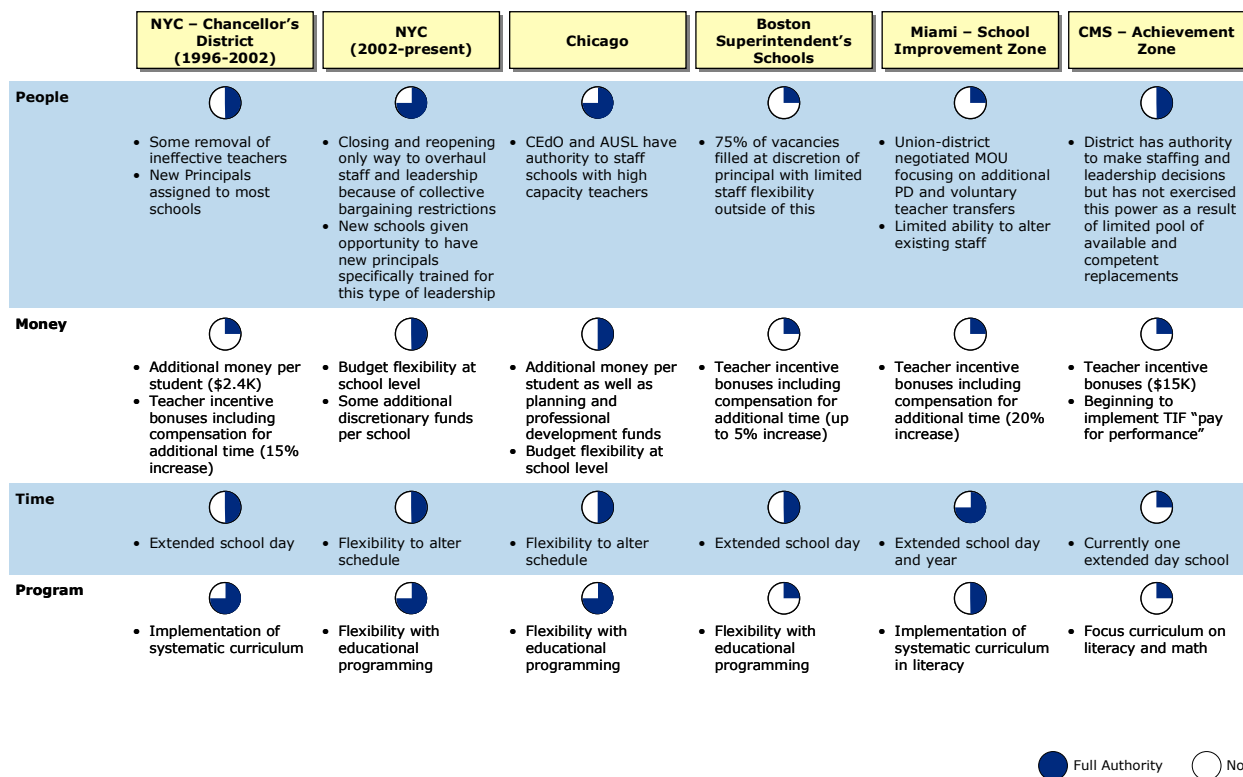 NYC – Chancellor's
District
(1996-2002)
NYC
(2002-present)
Chicago
Boston
Superintendent's
Schools
Miami – School
Improvement Zone
CMS – Achievement
Zone
People
• Some removal of
ineffective teachers
• New Principals
assigned to most
schools
• Closing and reopening
only way to overhaul
staff and leadership
because of collective
bargaining restrictions
• New schools given
opportunity to have
new principals
specifically trained for
this type of leadership
• CEdO and AUSL have
authority to staff
schools with high
capacity teachers
• 75% of vacancies
filled at discretion of
principal with limited
staff flexibility
outside of this
• Union-district
negotiated MOU
focusing on additional
PD and voluntary
teacher transfers
• Limited ability to alter
existing staff
• District has authority
to make staffing and
leadership decisions
but has not exercised
this power as a result
of limited pool of
available and
competent
replacements
Money
• Additional money per
student ($2.4K)
• Teacher incentive
bonuses including
compensation for
additional time (15%
increase)
• Budget flexibility at
school level
• Some additional
discretionary funds
per school
• Additional money per
student as well as
planning and
professional
development funds
• Budget flexibility at
school level
• Teacher incentive
bonuses including
compensation for
additional time (up
to 5% increase)
• Teacher incentive
bonuses including
compensation for
additional time (20%
increase)
• Teacher incentive
bonuses ($15K)
• Beginning to
implement TIF "pay
for performance"
Time
• Extended school day
• Flexibility to alter
schedule
• Flexibility to alter
schedule
• Extended school day
• Extended school day
and year
• Currently one
extended day school
Program
• Implementation of
systematic curriculum
• Flexibility with
educational
programming
• Flexibility with
educational
programming
• Flexibility with
educational
programming
• Implementation of
systematic curriculum
in literacy
• Focus curriculum on
literacy and math
Full Authority
No